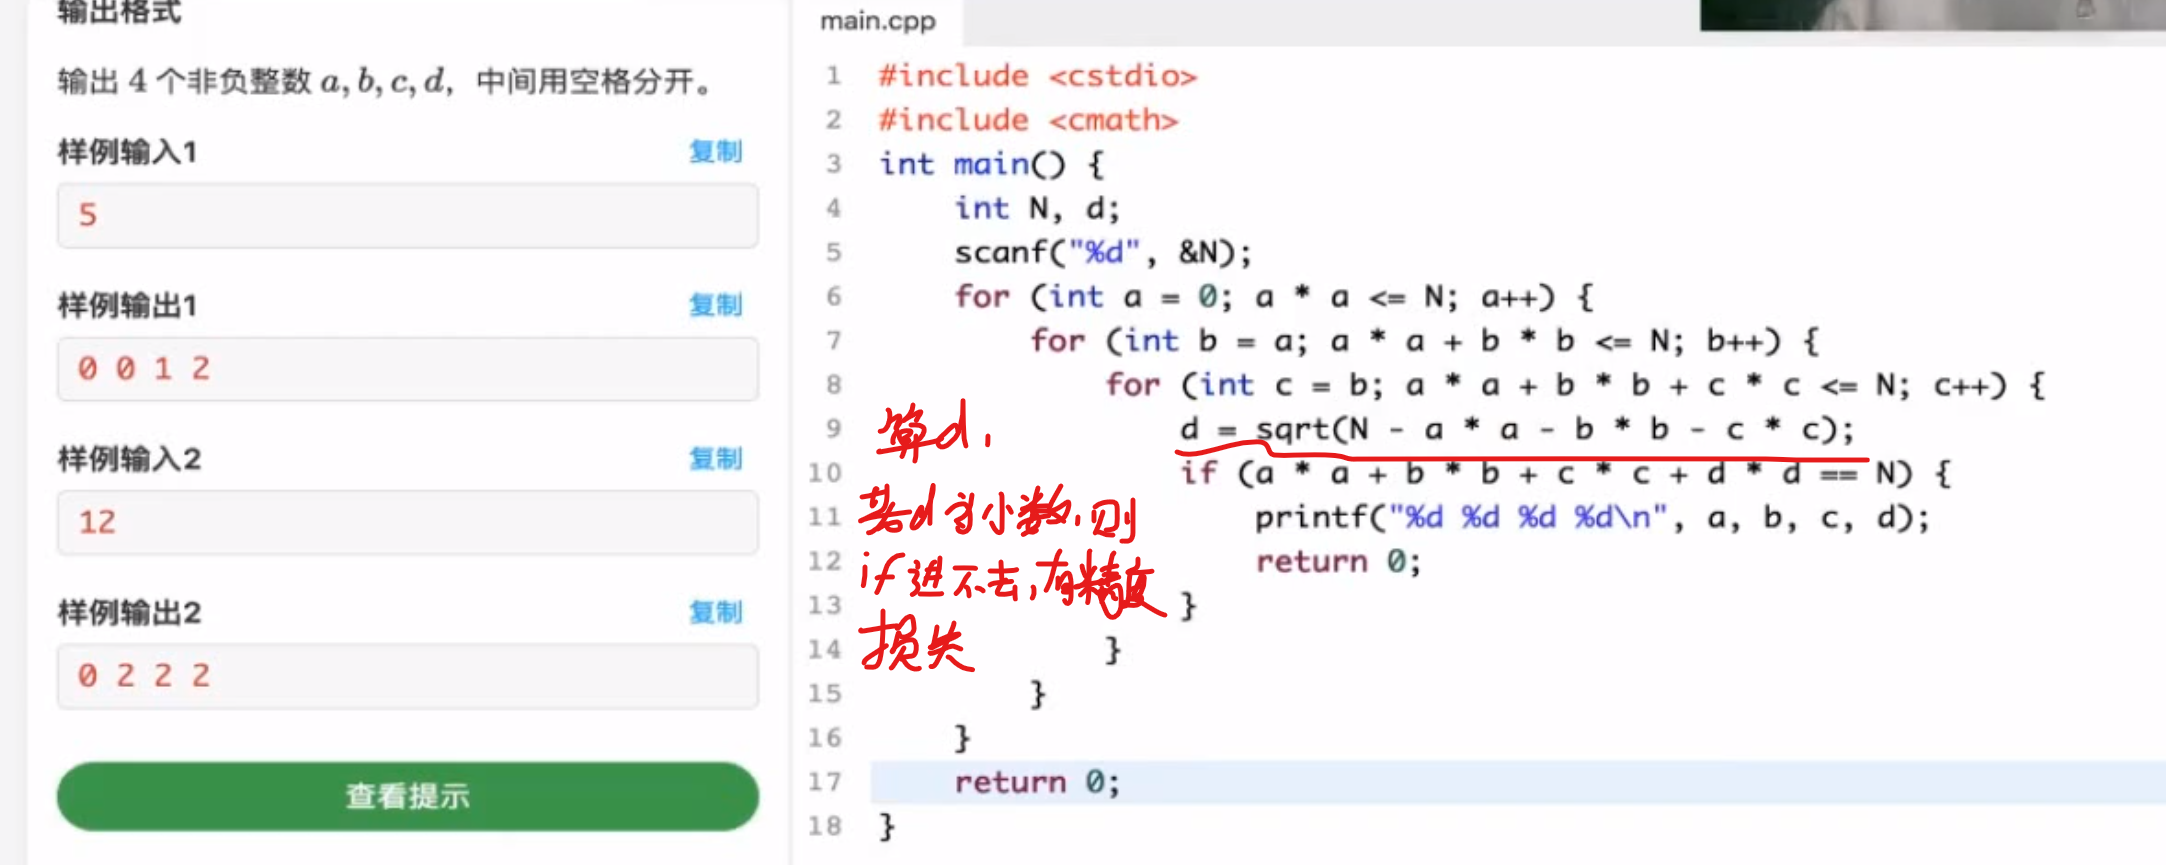 输出格式
输出 4 个非负整数 a, b, c, d, 中间用空格分开。
样例输入1 复制
5
样例输出1 复制
0 0 1 2
样例输入2 复制
12
样例输出2 复制
0 2 2 2
查看提示
main.cpp
1 #include <cstdio>
2 #include <cmath>
3 int main() {
4 int N, d;
5 scanf("%d", &N);
6 for (int a = 0; a * a <= N; a++) {
7 for (int b = a; a * a + b * b <= N; b++) {
8 for (int c = b; a * a + b * b + c * c <= N; c++) {
9 d = sqrt(N - a * a - b * b - c * c);
10 if (a * a + b * b + c * c + d * d == N) {
11 printf("%d %d %d %d\n", a, b, c, d);
12 return 0;
13 }
14 }
15 }
16 }
17 return 0;
18 }
算d,
若d为小数,则
if进不去,有精度
损失